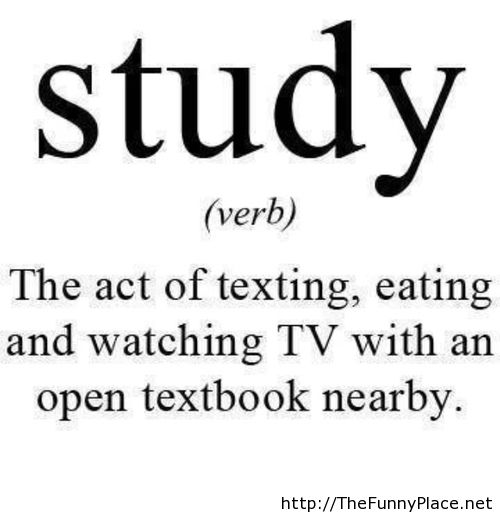 study
(verb)
The act of texting, eating
and watching TV with an
open textbook nearby.
http://TheFunnyPlace.net